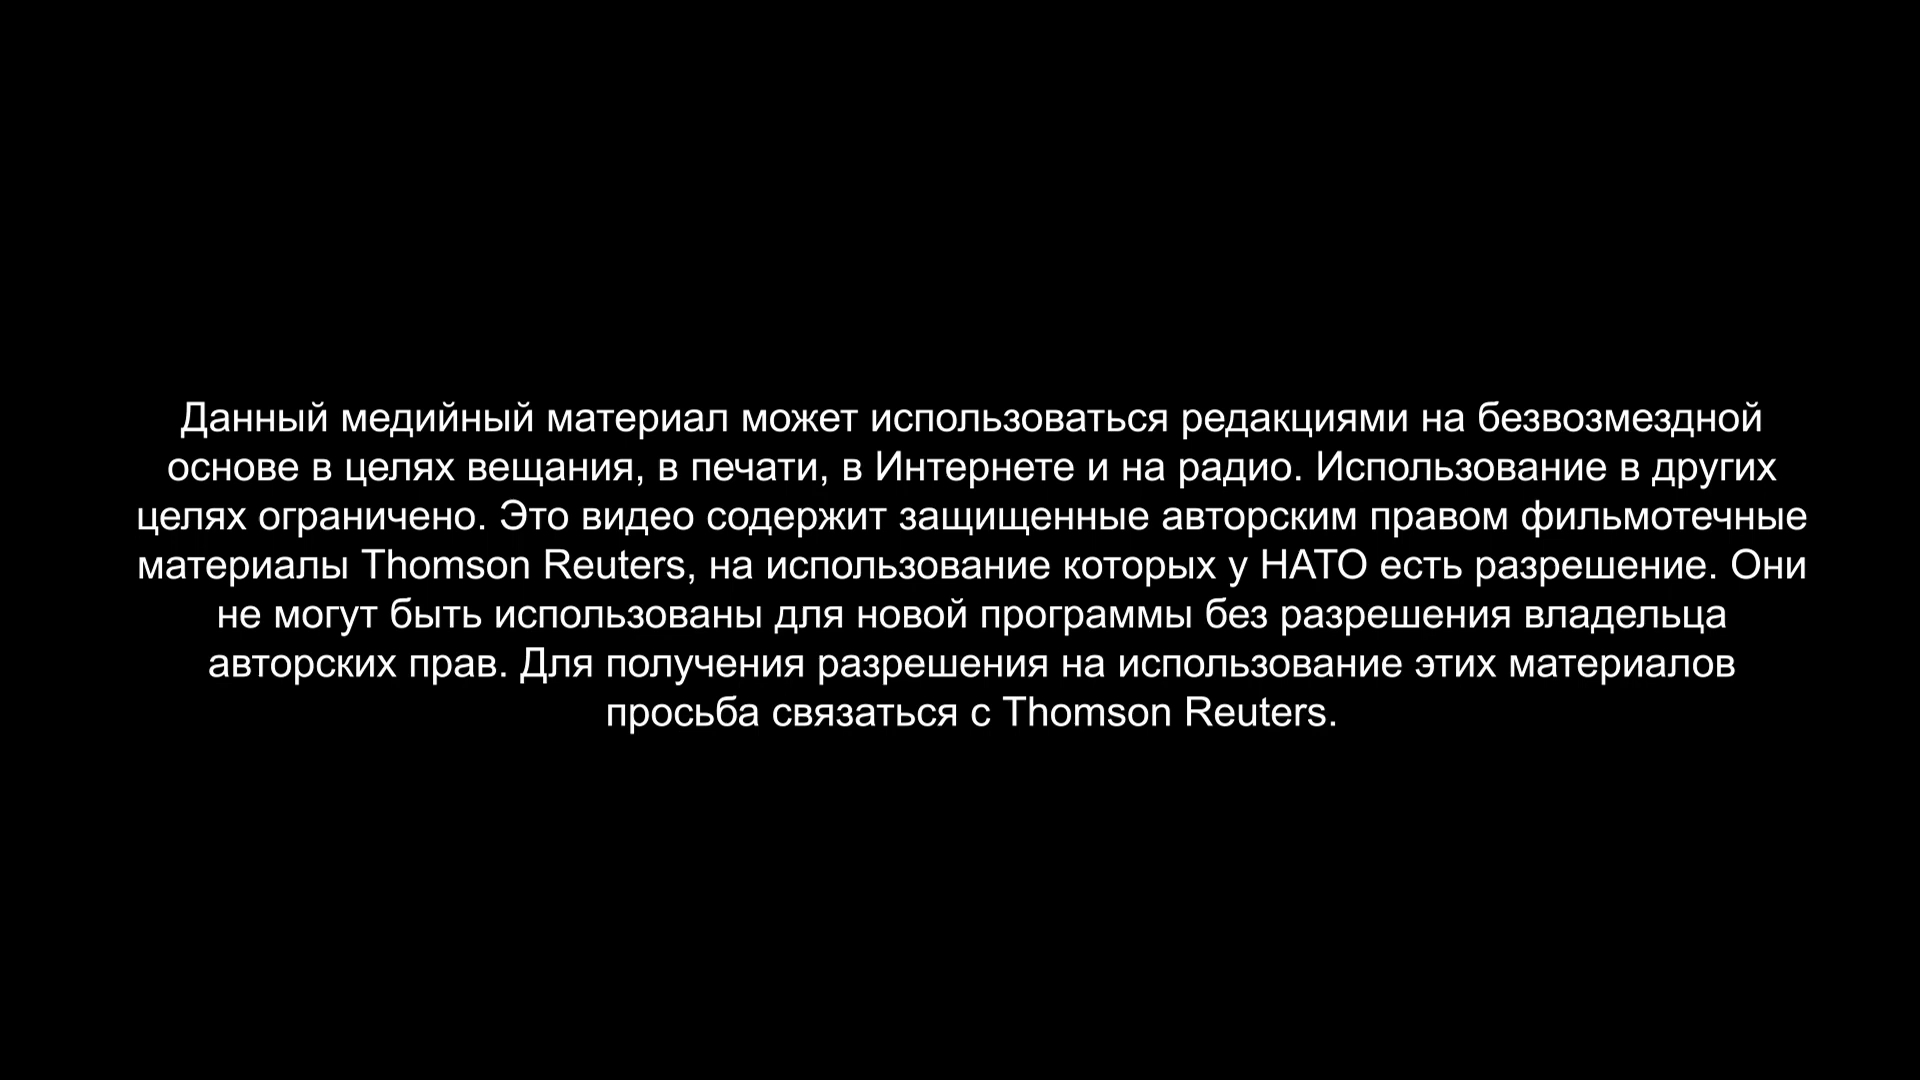 Данный медийный материал может использоваться редакциями на безвозмездной
основе в целях вещания, в печати, в Интернете и на радио. Использование в других
целях ограничено. Это видео содержит защищенные авторским правом фильмотечные
материалы Thomson Reuters, на использование которых у НАТО есть разрешение. Они
не могут быть использованы для новой программы без разрешения владельца
авторских прав. Для получения разрешения на использование этих материалов
просьба связаться с Thomson Reuters.